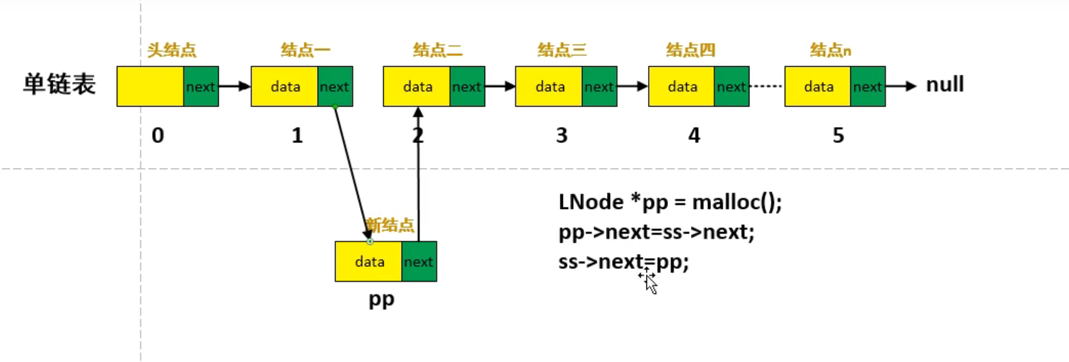 头结点 结点一 结点二 结点三 结点四 结点n
单链表 next data next data next data next data next data next null
0 1 2 3 4 5
新结点
data next
pp
LNode *pp = malloc();
pp->next=ss->next;
ss->next=pp;